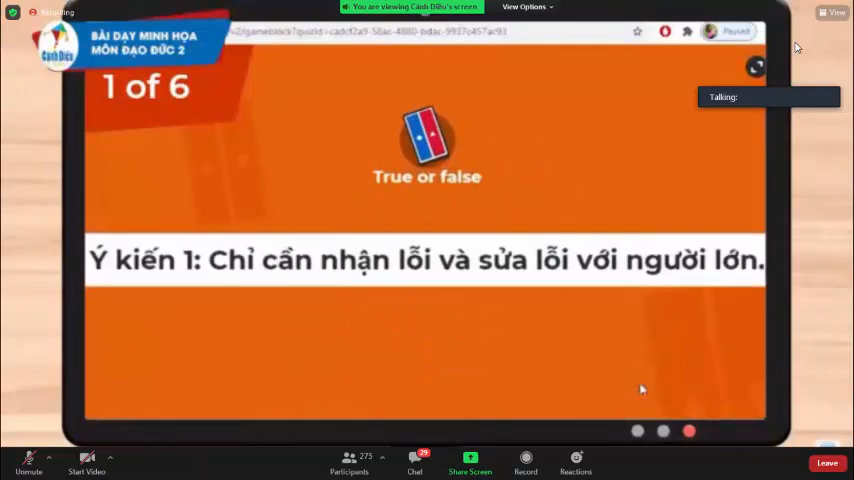 Recording
You are viewing Cánh Diều's screen
View Options
View
BÀI DẠY MINH HỌA
MÔN ĐẠO ĐỨC 2
Cánh Diều
Paused
1 of 6
Talking:
True or false
Ý kiến 1: Chỉ cần nhận lỗi và sửa lỗi với người lớn.
275
29
Unmute
Start Video
Participants
Chat
Share Screen
Record
Reactions
Leave